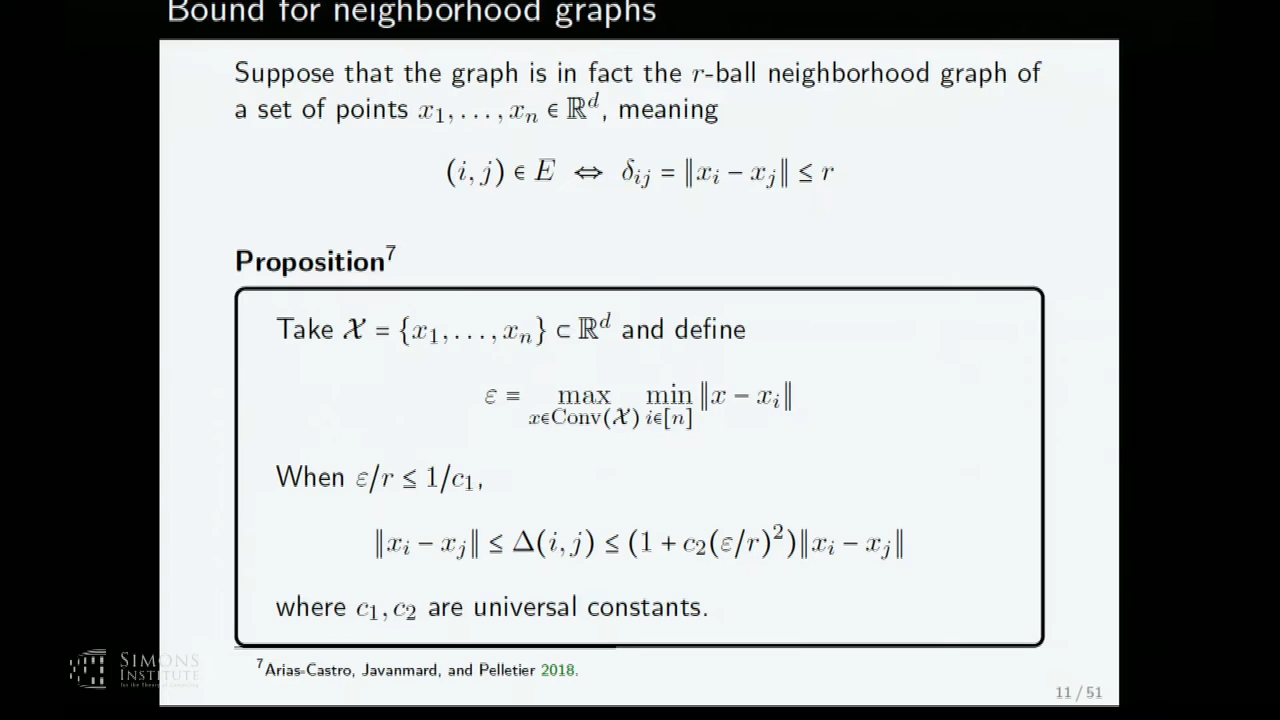 Bound for neighborhood graphs
Suppose that the graph is in fact the r-ball neighborhood graph of
a set of points x₁, . . . , xₙ ∈ ℝᵈ, meaning
(i, j) ∈ E ⇔ δᵢⱼ = ‖xᵢ − xⱼ‖ ≤ r
Proposition⁷
Take 𝒳 = {x₁, . . . , xₙ} ⊂ ℝᵈ and define
ε ≡ max min ‖x − xᵢ‖
x∈Conv(𝒳) i∈[n]
When ε/r ≤ 1/c₁,
‖xᵢ − xⱼ‖ ≤ Δ(i, j) ≤ (1 + c₂(ε/r)²)‖xᵢ − xⱼ‖
where c₁, c₂ are universal constants.
⁷Arias-Castro, Javanmard, and Pelletier 2018.
SIMONS
INSTITUTE
11 / 51